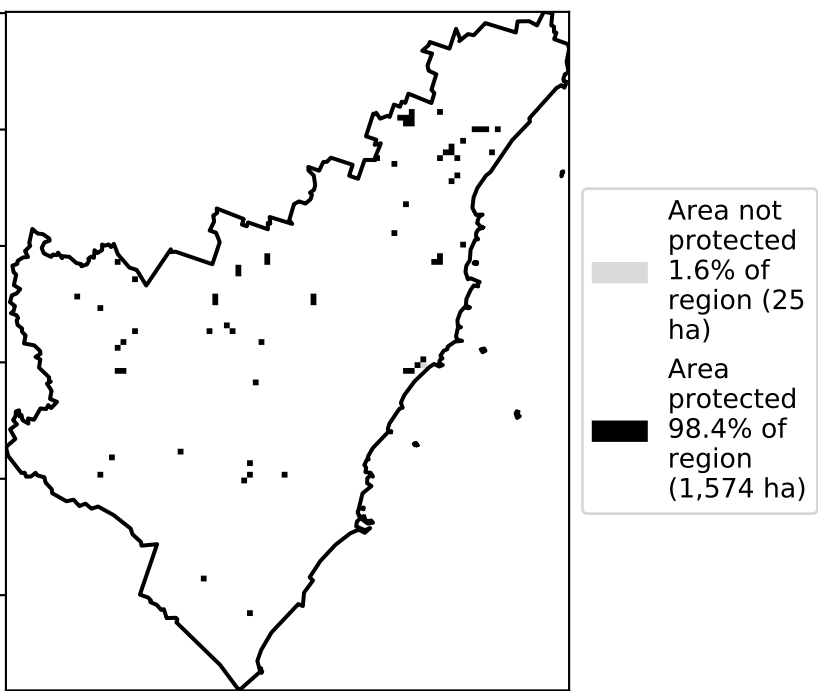 Area not
protected
1.6% of
region (25
ha)
Area
protected
98.4% of
region
(1,574 ha)